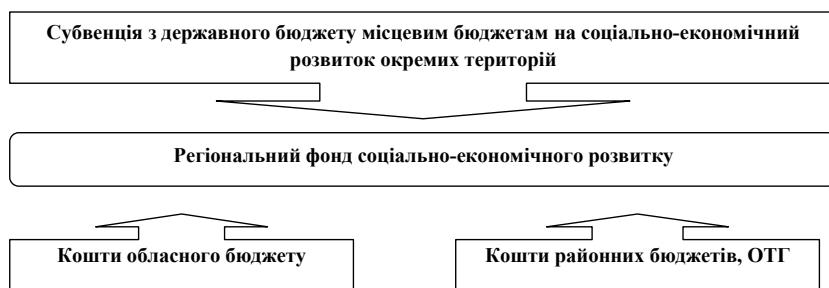 Субвенція з державного бюджету місцевим бюджетам на соціально-економічний
розвиток окремих територій
Регіональний фонд соціально-економічного розвитку
Кошти обласного бюджету
Кошти районних бюджетів, ОТГ